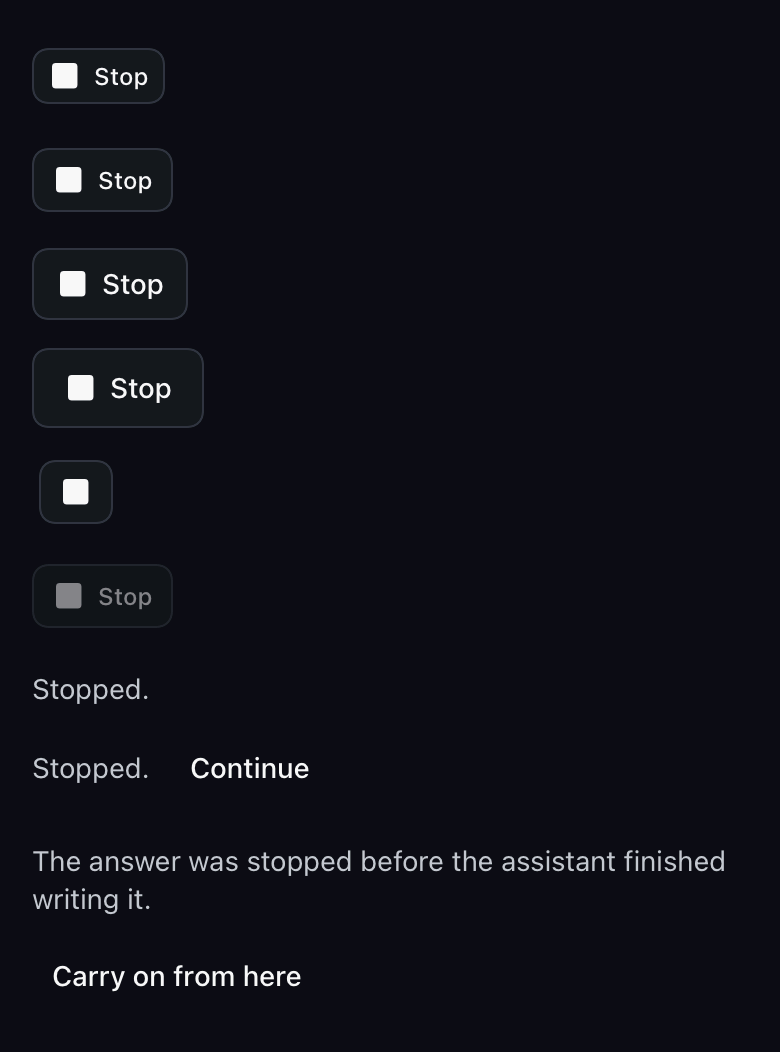 Stop
Stop
Stop
Stop
Stop
Stopped.
Stopped. Continue
The answer was stopped before the assistant finished
writing it.
Carry on from here